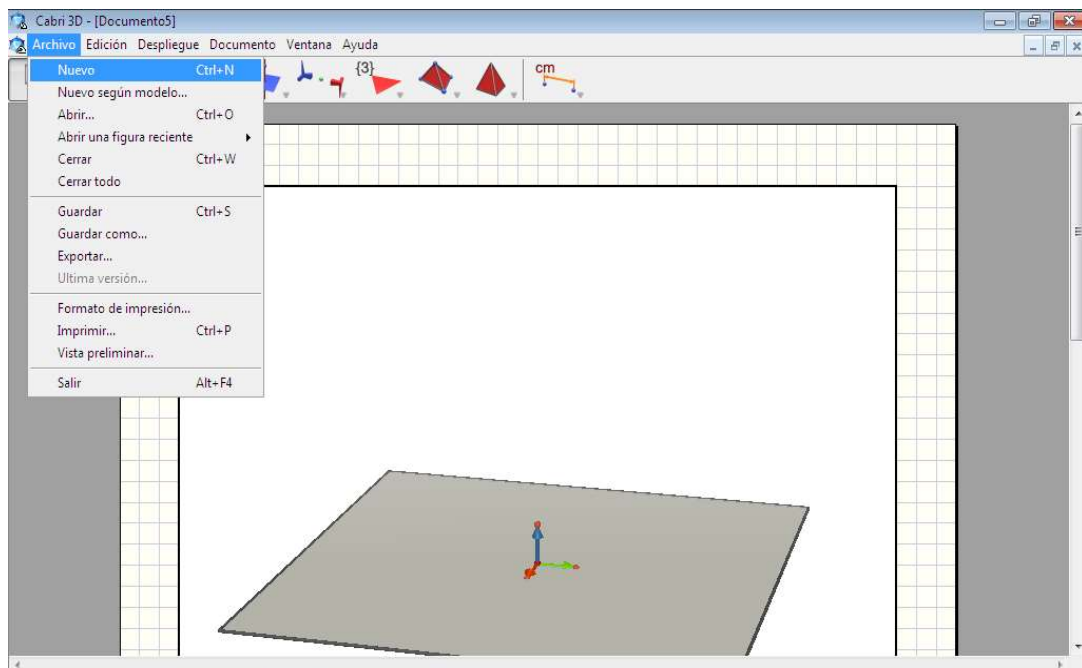 Cabri 3D - [Documento5]
Archivo Edición Despliegue Documento Ventana Ayuda
{3} cm
Nuevo Ctrl+N
Nuevo según modelo...
Abrir... Ctrl+O
Abrir una figura reciente
Cerrar Ctrl+W
Cerrar todo
Guardar Ctrl+S
Guardar como...
Exportar...
Ultima versión...
Formato de impresión...
Imprimir... Ctrl+P
Vista preliminar...
Salir Alt+F4